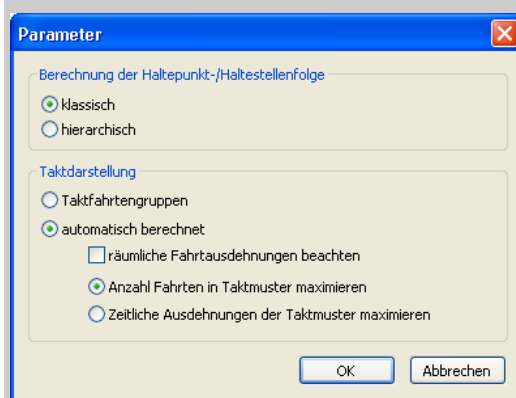 Parameter
Berechnung der Haltepunkt-/Haltestellenfolge
klassisch
hierarchisch
Taktdarstellung
Taktfahrtengruppen
automatisch berechnet
räumliche Fahrtausdehnungen beachten
Anzahl Fahrten in Taktmuster maximieren
Zeitliche Ausdehnungen der Taktmuster maximieren
OK Abbrechen